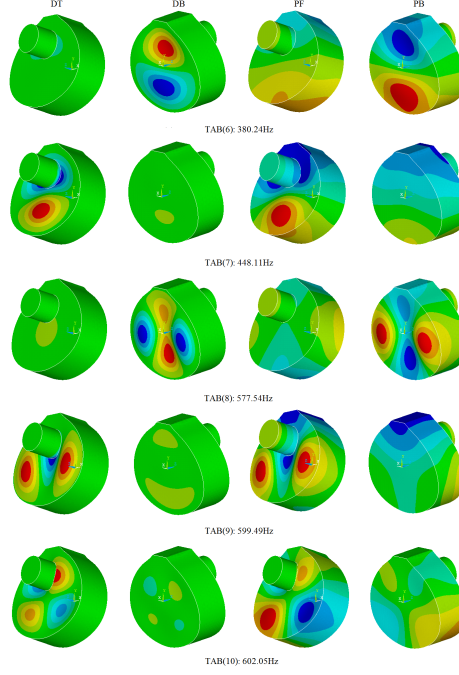 DT DB PF PB
TAB(6): 380.24Hz
TAB(7): 448.11Hz
TAB(8): 577.54Hz
TAB(9): 599.49Hz
TAB(10): 602.05Hz